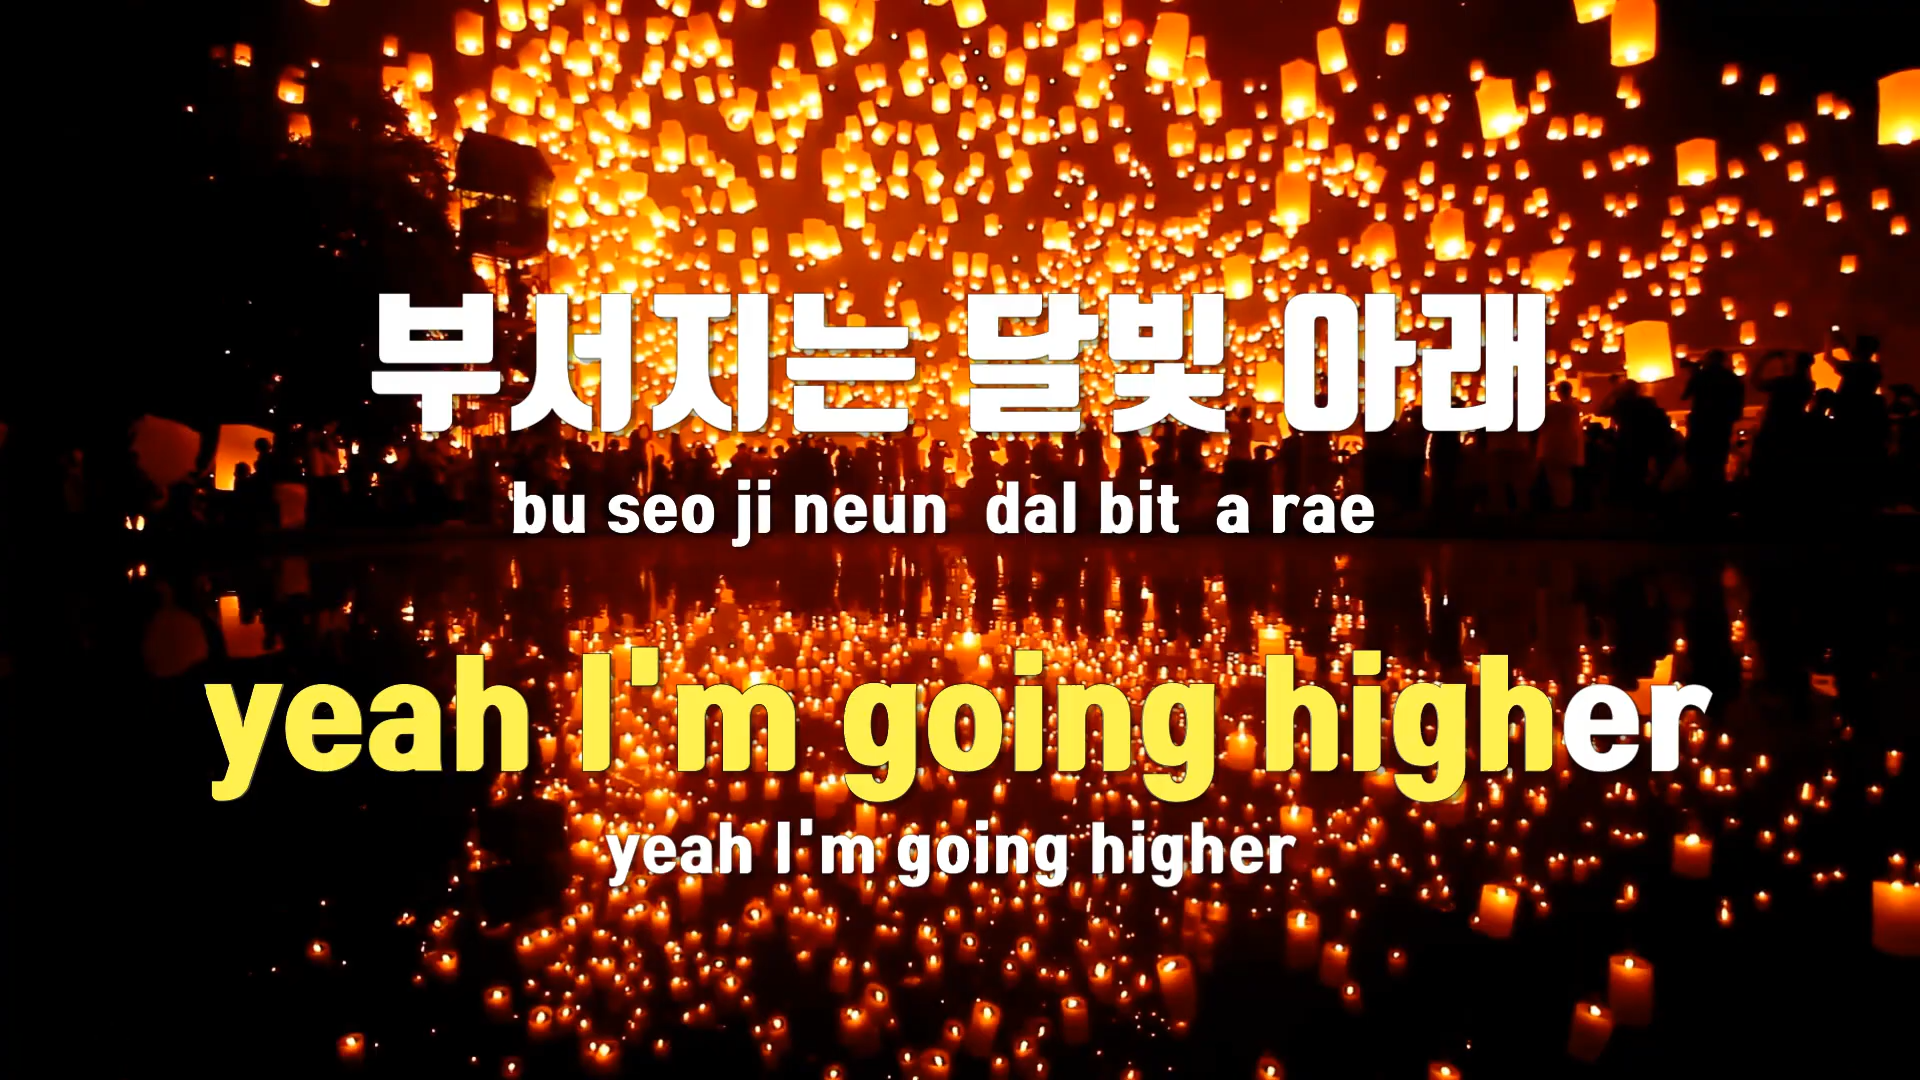 부서지는 달빛 아래
bu seo ji neun dal bit a rae
yeah I'm going higher
yeah I'm going higher